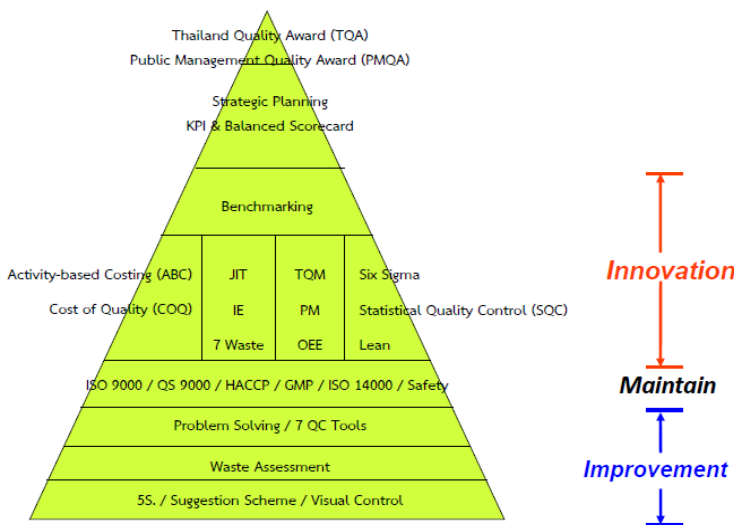 Thailand Quality Award (TQA)
Public Management Quality Award (PMQA)
Strategic Planning
KPI & Balanced Scorecard
Benchmarking
Activity-based Costing (ABC) JIT TQM Six Sigma
Cost of Quality (COQ) IE PM Statistical Quality Control (SQC)
7 Waste OEE Lean
ISO 9000 / QS 9000 / HACCP / GMP / ISO 14000 / Safety
Problem Solving / 7 QC Tools
Waste Assessment
5S. / Suggestion Scheme / Visual Control
Innovation
Maintain
Improvement